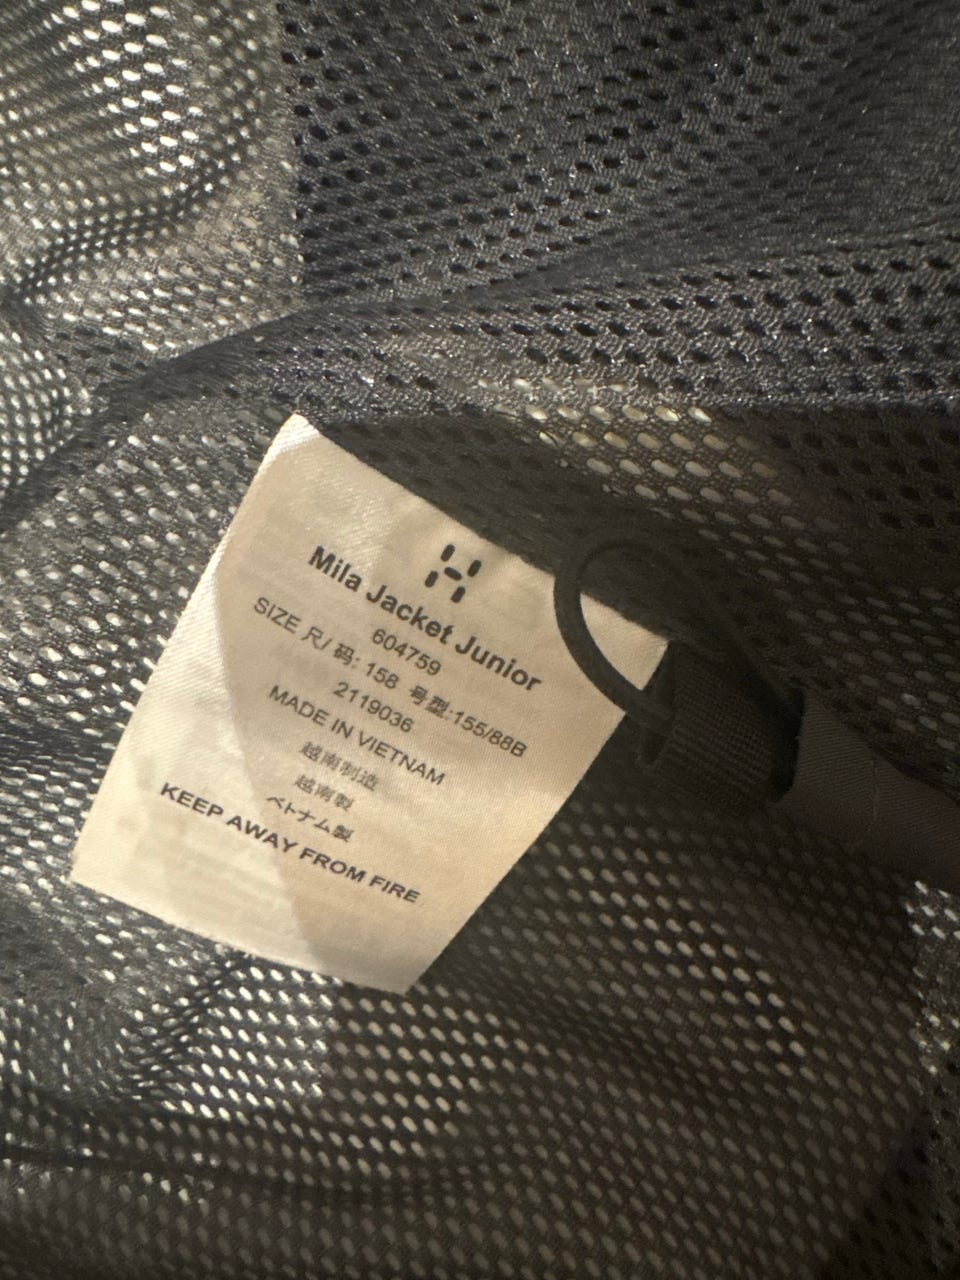 Mila Jacket Junior
604759
SIZE 尺/ 码: 158 号型:155/88B
2119036
MADE IN VIETNAM
越南制造
越南製
ベトナム製
KEEP AWAY FROM FIRE